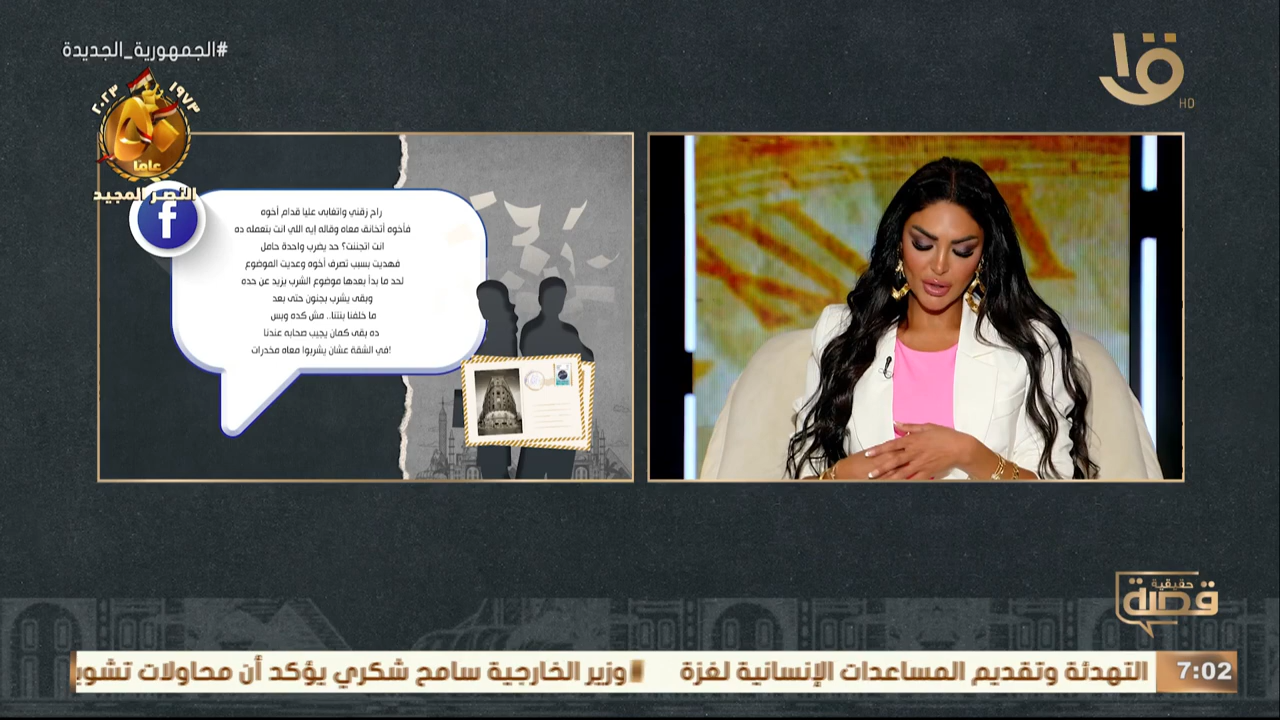 #الجمهورية_الجديدة
HD
١٩٧٣
٢٠٢٣
٥٠
عامًا
النصر المجيد
راح زقني واتغابى عليا قدام أخوه
فأخوه أتخانق معاه وقاله إيه اللي انت بتعمله ده
انت اتجننت؟ حد يضرب واحدة حامل
فهديت بسبب تصرف أخوه وعديت الموضوع
لحد ما بدأ بعدها موضوع الشرب يزيد عن حده
وبقى يشرب بجنون حتى بعد
ما خلفنا بنتنا.. مش كده وبس
ده بقى كمان يجيب صحابه عندنا
في الشقة عشان يشربوا معاه مخدرات!
قصة
حقيقية
7:02
التهدئة وتقديم المساعدات الإنسانية لغزة
وزير الخارجية سامح شكري يؤكد أن محاولات تشوي